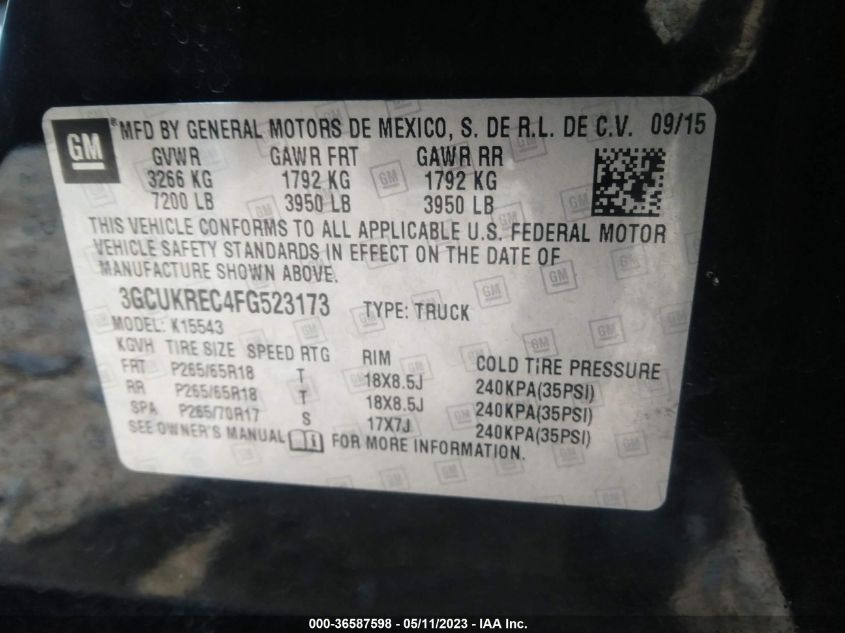 GM ® MFD BY GENERAL MOTORS DE MEXICO, S. DE R.L. DE C.V. 09/15
GVWR GAWR FRT GAWR RR
3266 KG 1792 KG 1792 KG
7200 LB 3950 LB 3950 LB
THIS VEHICLE CONFORMS TO ALL APPLICABLE U.S. FEDERAL MOTOR
VEHICLE SAFETY STANDARDS IN EFFECT ON THE DATE OF
MANUFACTURE SHOWN ABOVE.
3GCUKREC4FG523173 TYPE: TRUCK
MODEL: K15543
KGVH TIRE SIZE SPEED RTG RIM COLD TIRE PRESSURE
FRT P265/65R18 T 18X8.5J 240KPA(35PSI)
RR P265/65R18 T 18X8.5J 240KPA(35PSI)
SPA P265/70R17 S 17X7J 240KPA(35PSI)
SEE OWNER'S MANUAL FOR MORE INFORMATION.
000-36587598 - 05/11/2023 - IAA Inc.